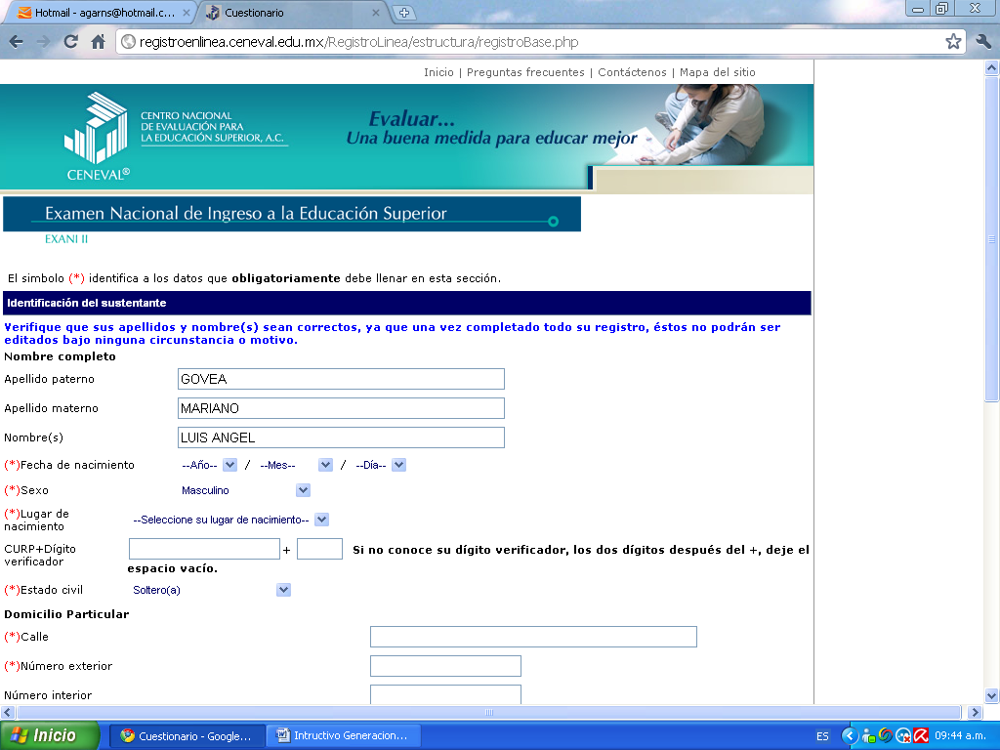 Hotmail - agarns@hotmail.c...
Cuestionario
registroenlinea.ceneval.edu.mx/RegistroLinea/estructura/registroBase.php
Inicio | Preguntas frecuentes | Contáctenos | Mapa del sitio
CENTRO NACIONAL
DE EVALUACIÓN PARA
LA EDUCACIÓN SUPERIOR, A.C.
CENEVAL®
Evaluar...
Una buena medida para educar mejor
Examen Nacional de Ingreso a la Educación Superior
EXANI II
El simbolo (*) identifica a los datos que obligatoriamente debe llenar en esta sección.
Identificación del sustentante
Verifique que sus apellidos y nombre(s) sean correctos, ya que una vez completado todo su registro, éstos no podrán ser
editados bajo ninguna circunstancia o motivo.
Nombre completo
Apellido paterno GOVEA
Apellido materno MARIANO
Nombre(s) LUIS ANGEL
(*)Fecha de nacimiento --Año-- / --Mes-- / --Día--
(*)Sexo Masculino
(*)Lugar de
nacimiento --Seleccione su lugar de nacimiento--
CURP+Dígito
verificador + Si no conoce su dígito verificador, los dos dígitos después del +, deje el
espacio vacío.
(*)Estado civil Soltero(a)
Domicilio Particular
(*)Calle
(*)Número exterior
Número interior
Inicio
Cuestionario - Google...
Intructivo Generacion...
ES
09:44 a.m.